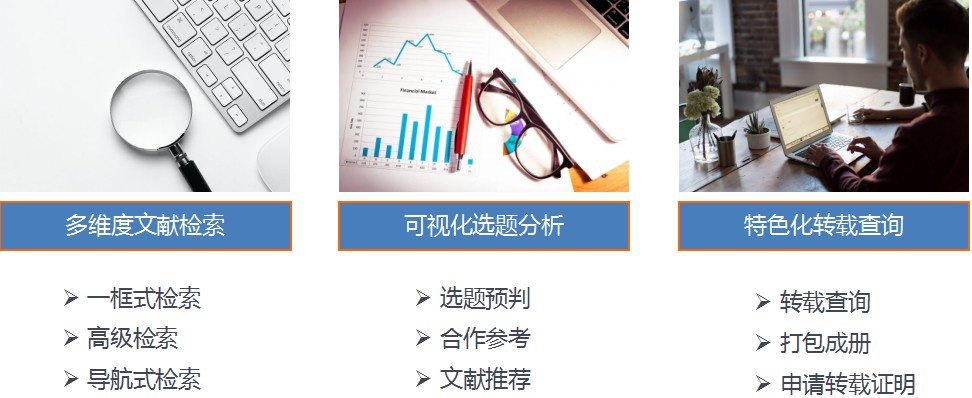 Financial Market
多维度文献检索
可视化选题分析
特色化转载查询
➢ 一框式检索
➢ 高级检索
➢ 导航式检索
➢ 选题预判
➢ 合作参考
➢ 文献推荐
➢ 转载查询
➢ 打包成册
➢ 申请转载证明